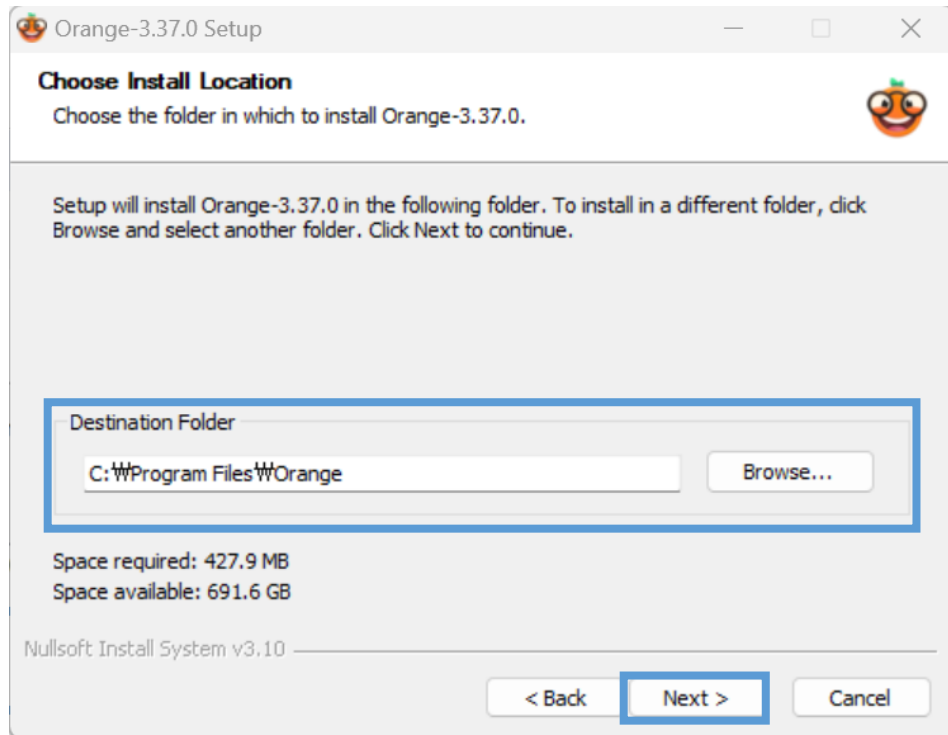 Orange-3.37.0 Setup
Choose Install Location
Choose the folder in which to install Orange-3.37.0.
Setup will install Orange-3.37.0 in the following folder. To install in a different folder, click
Browse and select another folder. Click Next to continue.
Destination Folder
C:₩Program Files₩Orange
Browse...
Space required: 427.9 MB
Space available: 691.6 GB
Nullsoft Install System v3.10
< Back
Next >
Cancel